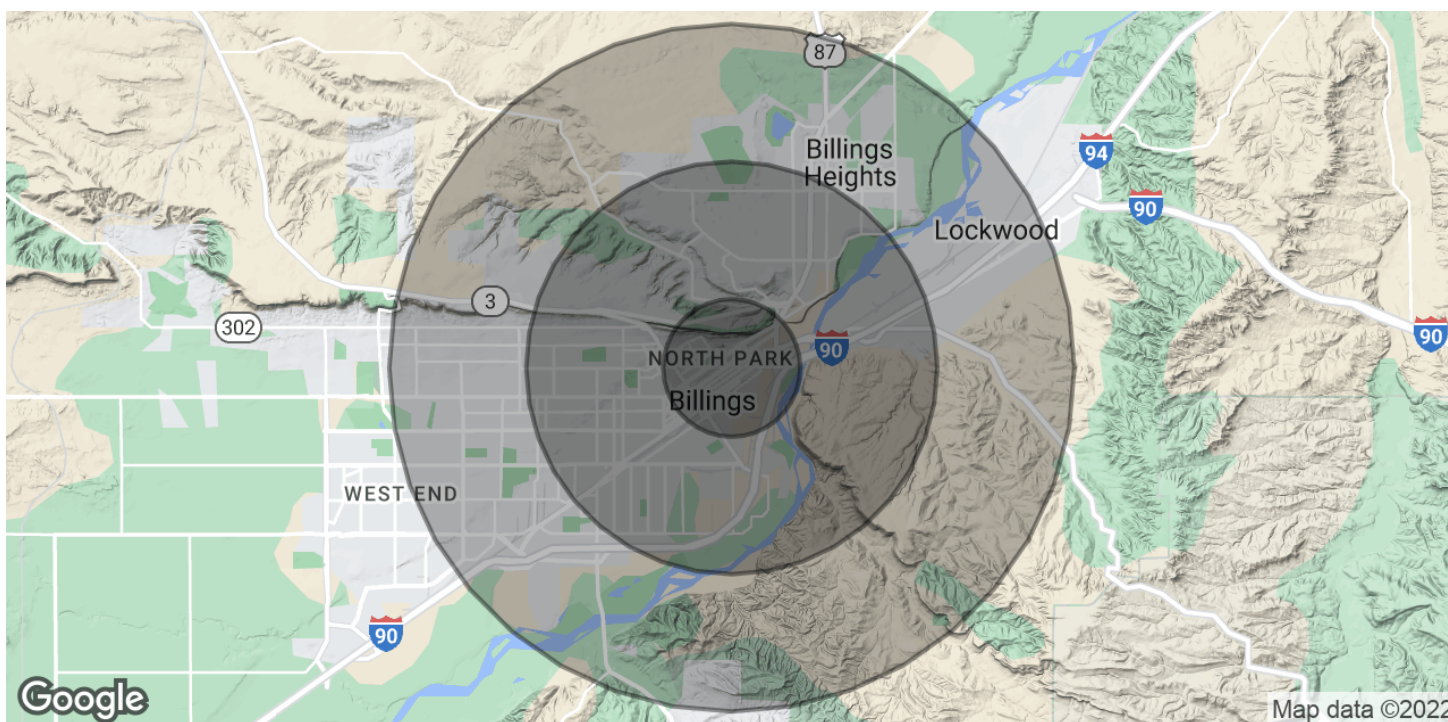 87
Billings
Heights
94
90
Lockwood
3
302
90
90
NORTH PARK
Billings
WEST END
90
Google
Map data ©2022